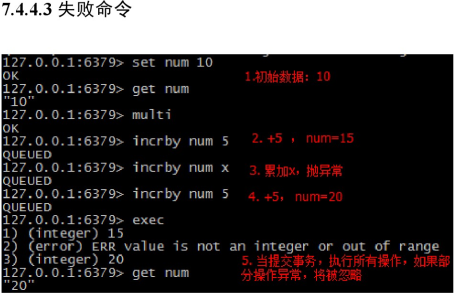 7.4.4.3 失败命令
127.0.0.1:6379> set num 10
OK
1.初始数据：10
127.0.0.1:6379> get num
"10"
127.0.0.1:6379> multi
OK
127.0.0.1:6379> incrby num 5
2. +5 ， num=15
QUEUED
127.0.0.1:6379> incrby num x
3. 累加x，抛异常
QUEUED
127.0.0.1:6379> incrby num 5
4. +5， num=20
QUEUED
127.0.0.1:6379> exec
1) (integer) 15
2) (error) ERR value is not an integer or out of range
3) (integer) 20
5. 当提交事务，执行所有操作，如果部
分操作异常，将被忽略
127.0.0.1:6379> get num
"20"